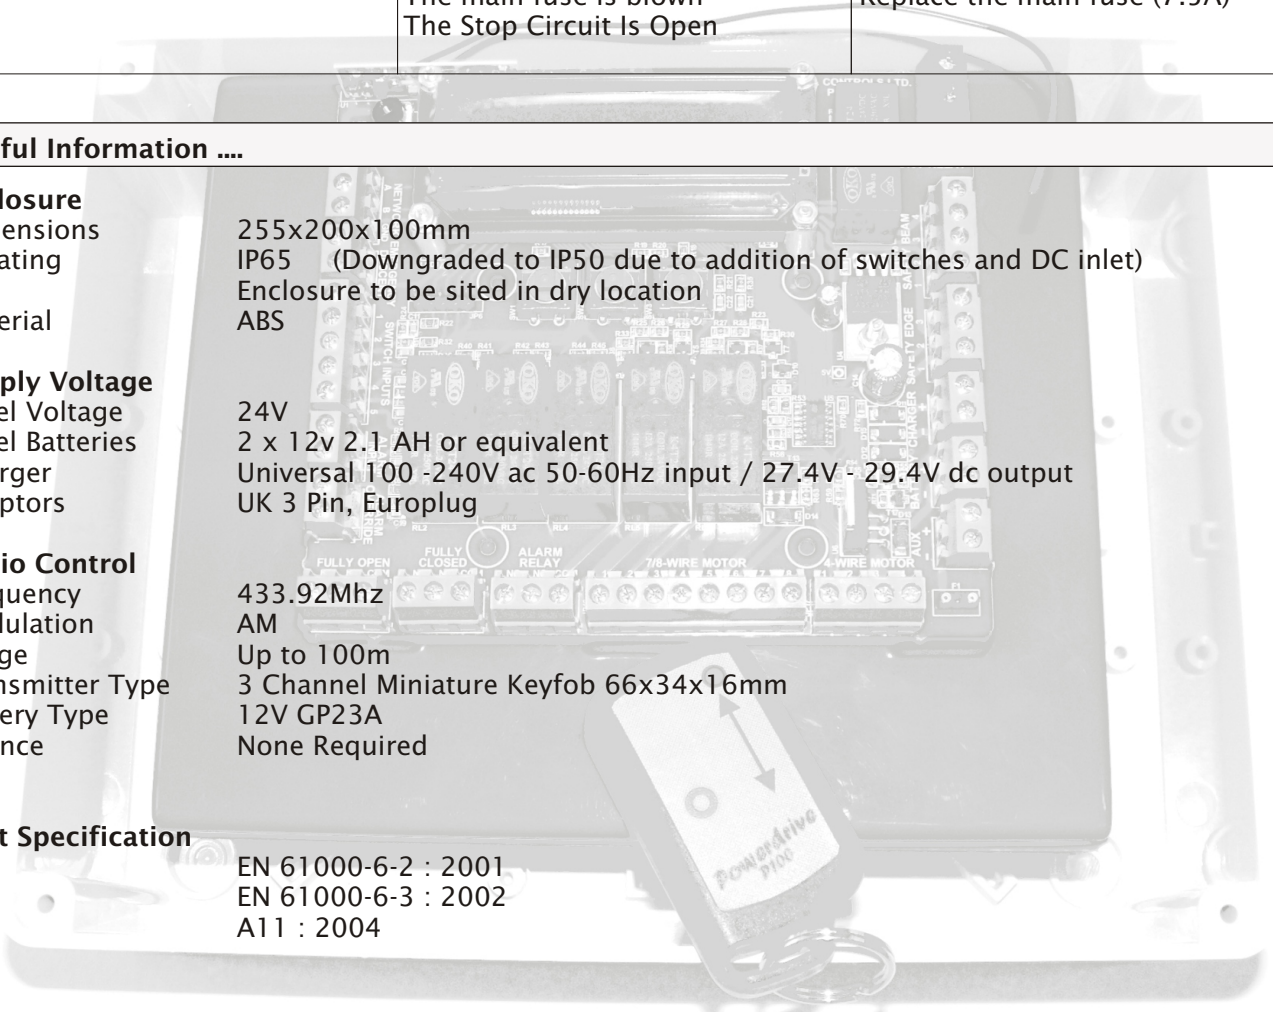 The main fuse is blown Replace the main fuse (7.5A)
The Stop Circuit Is Open
ful Information ....
losure
ensions 255x200x100mm
ating IP65 (Downgraded to IP50 due to addition of switches and DC inlet)
Enclosure to be sited in dry location
erial ABS
ply Voltage
el Voltage 24V
el Batteries 2 x 12v 2.1 AH or equivalent
rger Universal 100 -240V ac 50-60Hz input / 27.4V - 29.4V dc output
ptors UK 3 Pin, Europlug
io Control
quency 433.92Mhz
dulation AM
ge Up to 100m
nsmitter Type 3 Channel Miniature Keyfob 66x34x16mm
ery Type 12V GP23A
nce None Required
t Specification
EN 61000-6-2 : 2001
EN 61000-6-3 : 2002
A11 : 2004
CONTROLS LTD.
SWITCH INPUTS
SAFETY BEAM
SAFETY EDGE
BATTERY CHARGER
AUX
FULLY OPEN
FULLY CLOSED
ALARM RELAY
7/8-WIRE MOTOR
4-WIRE MOTOR
F1
powerdrive
P100